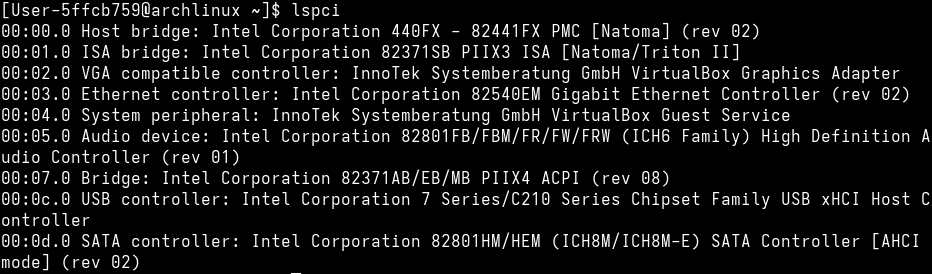 [User-5ffcb759@archlinux ~]$ lspci
00:00.0 Host bridge: Intel Corporation 440FX - 82441FX PMC [Natoma] (rev 02)
00:01.0 ISA bridge: Intel Corporation 82371SB PIIX3 ISA [Natoma/Triton II]
00:02.0 VGA compatible controller: InnoTek Systemberatung GmbH VirtualBox Graphics Adapter
00:03.0 Ethernet controller: Intel Corporation 82540EM Gigabit Ethernet Controller (rev 02)
00:04.0 System peripheral: InnoTek Systemberatung GmbH VirtualBox Guest Service
00:05.0 Audio device: Intel Corporation 82801FB/FBM/FR/FW/FRW (ICH6 Family) High Definition A
udio Controller (rev 01)
00:07.0 Bridge: Intel Corporation 82371AB/EB/MB PIIX4 ACPI (rev 08)
00:0c.0 USB controller: Intel Corporation 7 Series/C210 Series Chipset Family USB xHCI Host C
ontroller
00:0d.0 SATA controller: Intel Corporation 82801HM/HEM (ICH8M/ICH8M-E) SATA Controller [AHCI
mode] (rev 02)